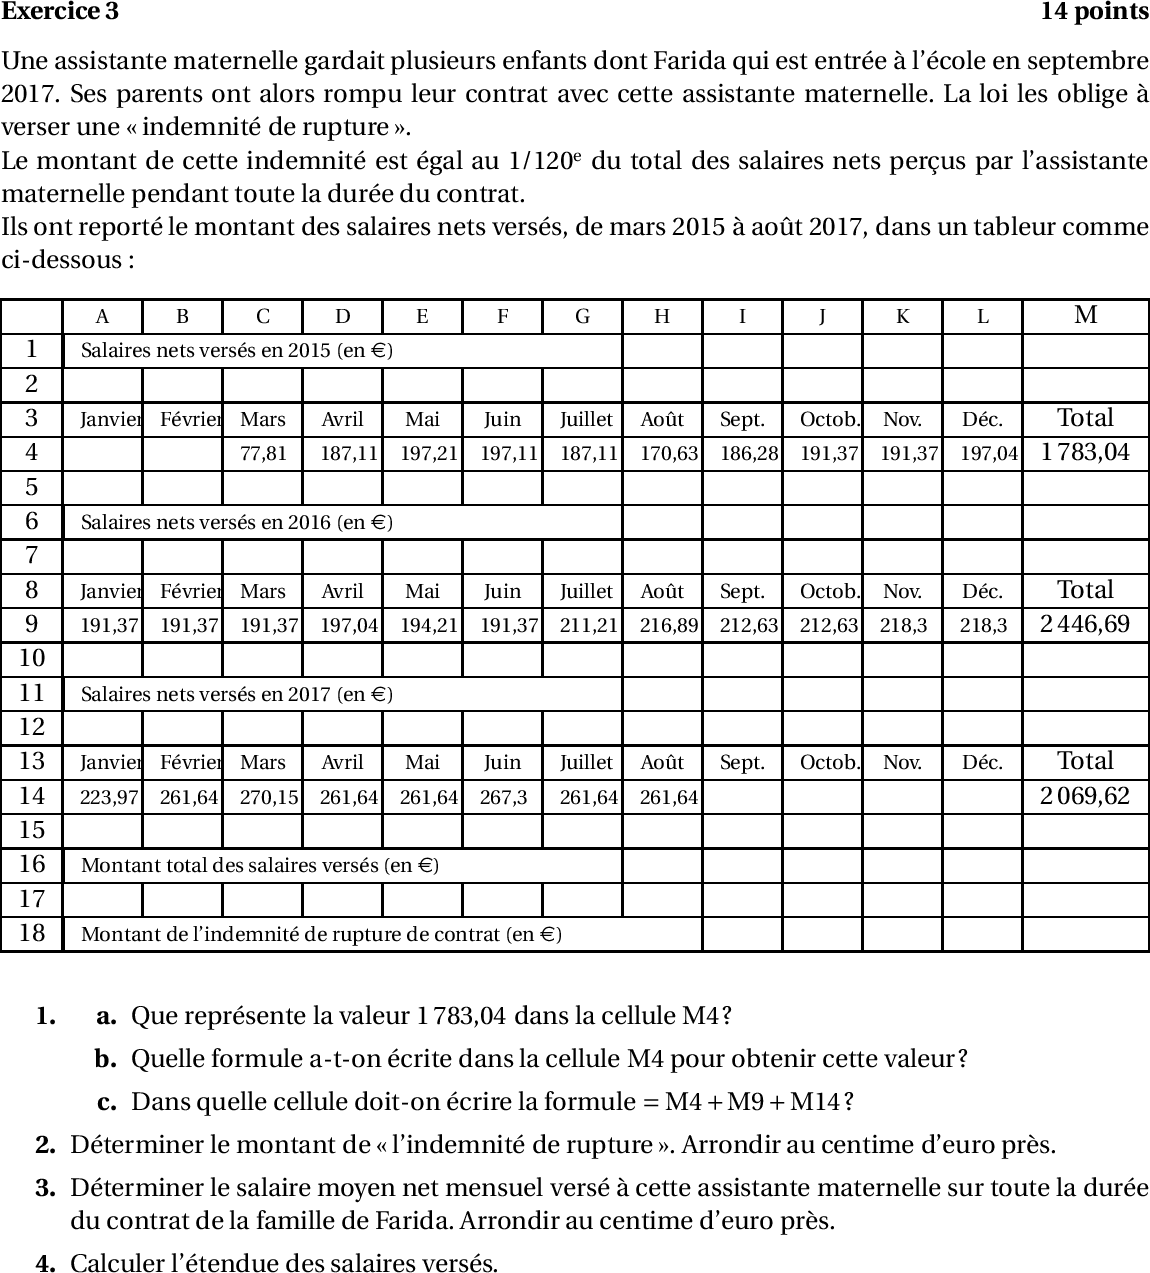 Exercice 3 14 points
Une assistante maternelle gardait plusieurs enfants dont Farida qui est entrée à l’école en septembre
2017. Ses parents ont alors rompu leur contrat avec cette assistante maternelle. La loi les oblige à
verser une « indemnité de rupture ».
Le montant de cette indemnité est égal au 1/120ᵉ du total des salaires nets perçus par l’assistante
maternelle pendant toute la durée du contrat.
Ils ont reporté le montant des salaires nets versés, de mars 2015 à août 2017, dans un tableur comme
ci-dessous :
A B C D E F G H I J K L M
1 Salaires nets versés en 2015 (en €)
2
3 Janvier Février Mars Avril Mai Juin Juillet Août Sept. Octob. Nov. Déc. Total
4 77,81 187,11 197,21 197,11 187,11 170,63 186,28 191,37 191,37 197,04 1 783,04
5
6 Salaires nets versés en 2016 (en €)
7
8 Janvier Février Mars Avril Mai Juin Juillet Août Sept. Octob. Nov. Déc. Total
9 191,37 191,37 191,37 197,04 194,21 191,37 211,21 216,89 212,63 212,63 218,3 218,3 2 446,69
10
11 Salaires nets versés en 2017 (en €)
12
13 Janvier Février Mars Avril Mai Juin Juillet Août Sept. Octob. Nov. Déc. Total
14 223,97 261,64 270,15 261,64 261,64 267,3 261,64 261,64 2 069,62
15
16 Montant total des salaires versés (en €)
17
18 Montant de l’indemnité de rupture de contrat (en €)
1. a. Que représente la valeur 1 783,04 dans la cellule M4 ?
b. Quelle formule a-t-on écrite dans la cellule M4 pour obtenir cette valeur ?
c. Dans quelle cellule doit-on écrire la formule = M4 + M9 + M14 ?
2. Déterminer le montant de « l’indemnité de rupture ». Arrondir au centime d’euro près.
3. Déterminer le salaire moyen net mensuel versé à cette assistante maternelle sur toute la durée
du contrat de la famille de Farida. Arrondir au centime d’euro près.
4. Calculer l’étendue des salaires versés.